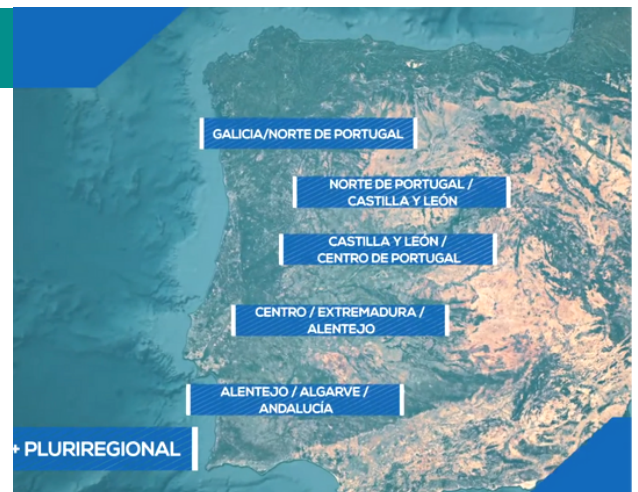 GALICIA/NORTE DE PORTUGAL
NORTE DE PORTUGAL /
CASTILLA Y LEÓN
CASTILLA Y LEÓN /
CENTRO DE PORTUGAL
CENTRO / EXTREMADURA /
ALENTEJO
ALENTEJO / ALGARVE /
ANDALUCÍA
+ PLURIREGIONAL